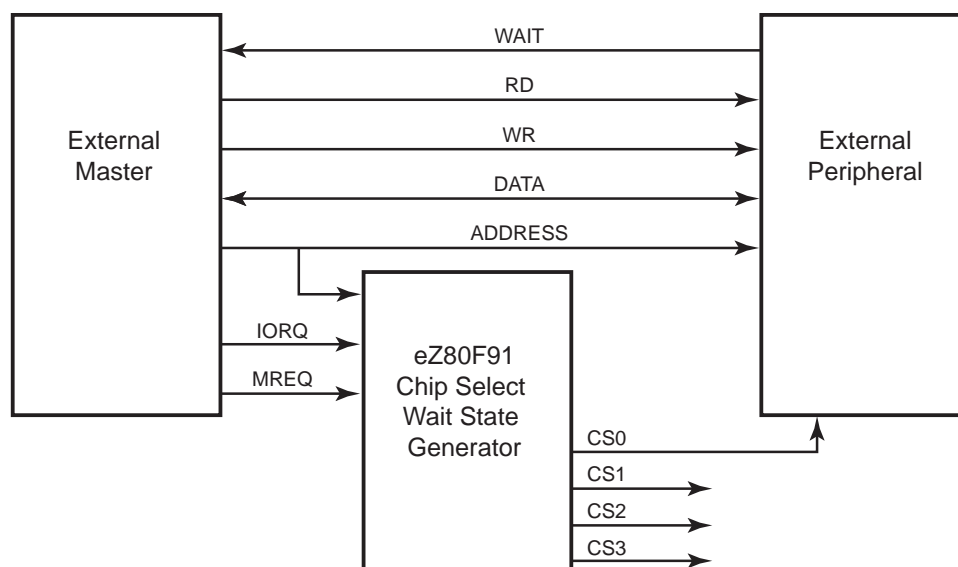 WAIT
RD
External
Master
WR
External
Peripheral
DATA
ADDRESS
IORQ
MREQ
eZ80F91
Chip Select
Wait State
Generator
CS0
CS1
CS2
CS3